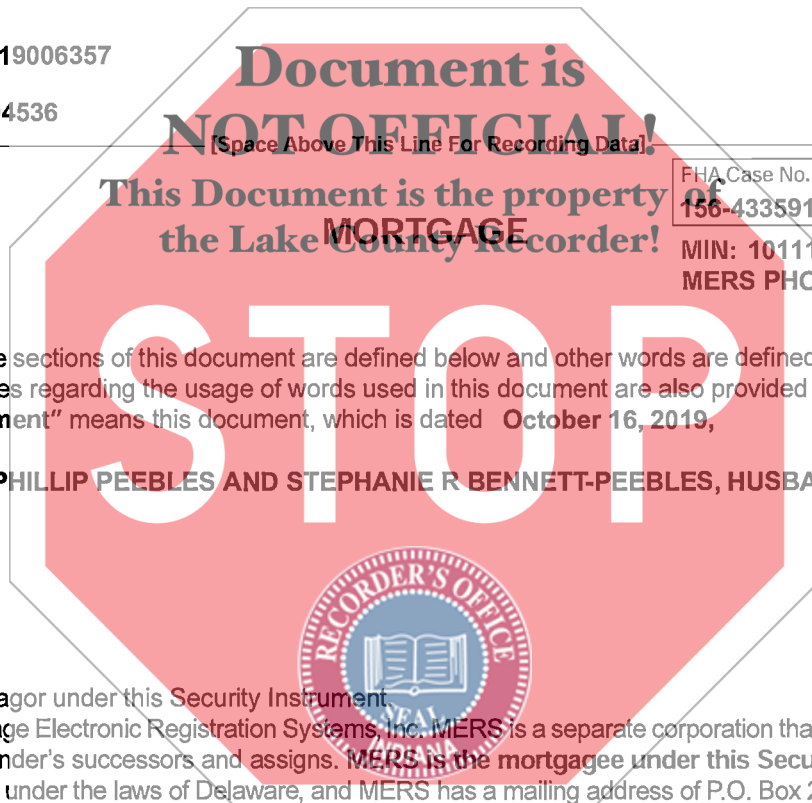 19006357
Document is
4536
NOT OFFICIAL!
[Space Above This Line For Recording Data]
FHA Case No.
This Document is the property of
156-433591
MORTGAGE
the Lake County Recorder!
MIN: 10111
MERS PHO
STOP
e sections of this document are defined below and other words are defined
es regarding the usage of words used in this document are also provided
ment” means this document, which is dated October 16, 2019,
PHILLIP PEEBLES AND STEPHANIE R BENNETT-PEEBLES, HUSBA
RECORDER'S OFFICE
SEAL
INDIANA
agor under this Security Instrument.
ge Electronic Registration Systems, Inc. MERS is a separate corporation tha
nder's successors and assigns. MERS is the mortgagee under this Secu
under the laws of Delaware, and MERS has a mailing address of P.O. Box 2